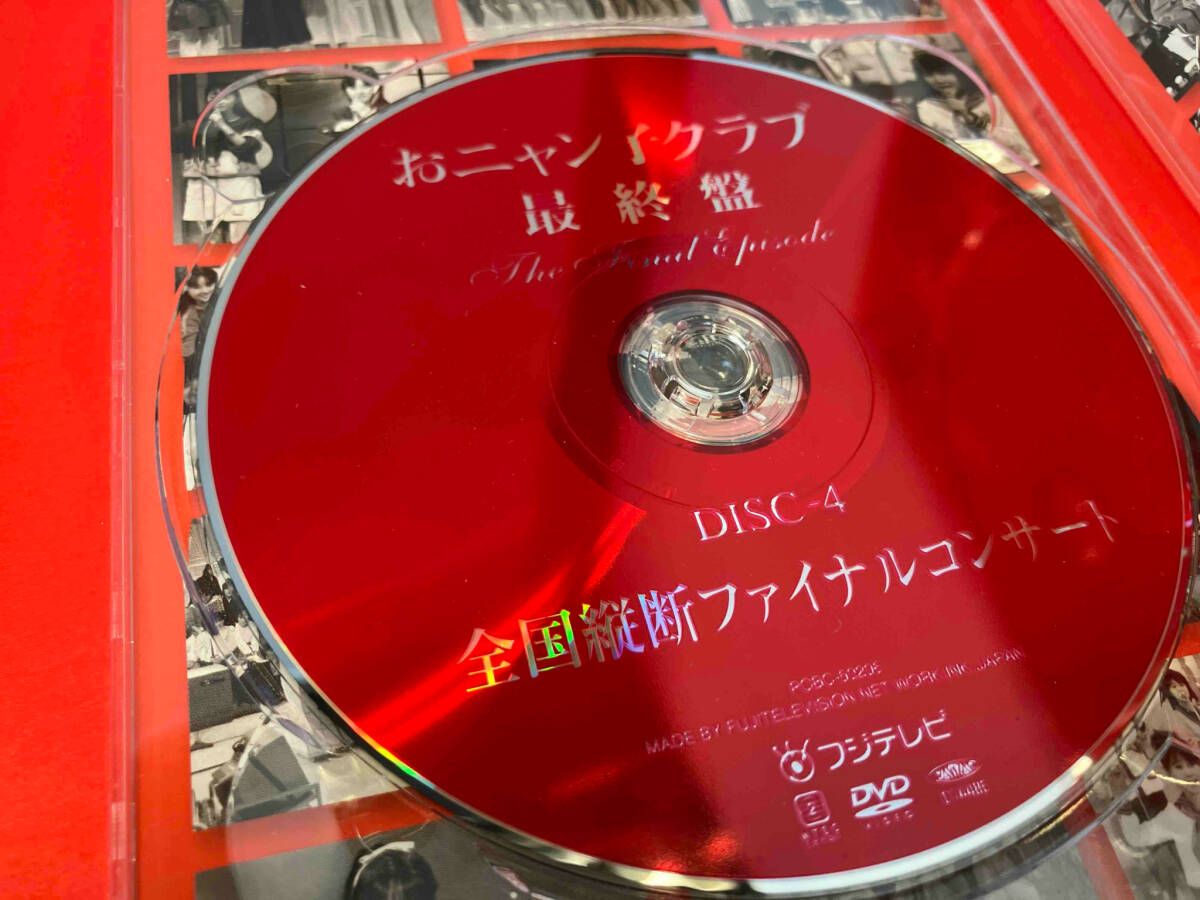 おニャン子クラブ
最終盤
The Final Episode
DISC-4
全国縦断ファイナルコンサート
MADE BY FUJITELEVISION NETWORK INC. JAPAN
フジテレビ
2
DVD
VIDEO